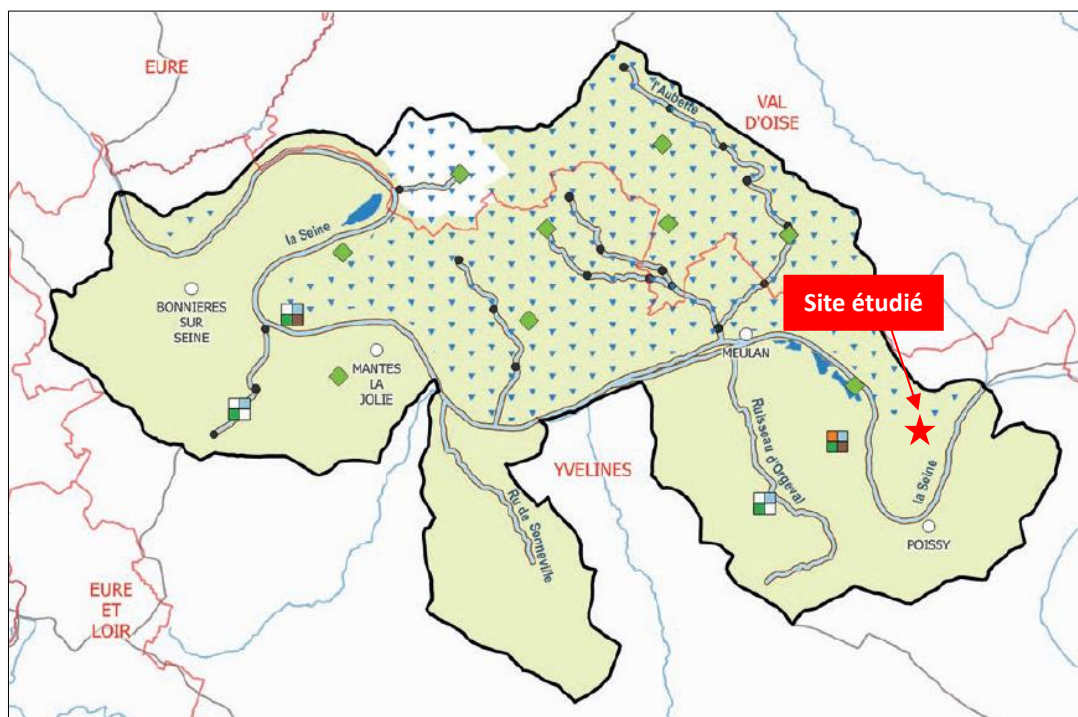 EURE
l'Aubette
VAL
D'OISE
la Seine
BONNIERES
SUR
SEINE
Site étudié
MEULAN
MANTES
LA
JOLIE
YVELINES
Ruisseau d'Orgeval
la Seine
POISSY
Ru de Senneville
EURE
ET
LOIR